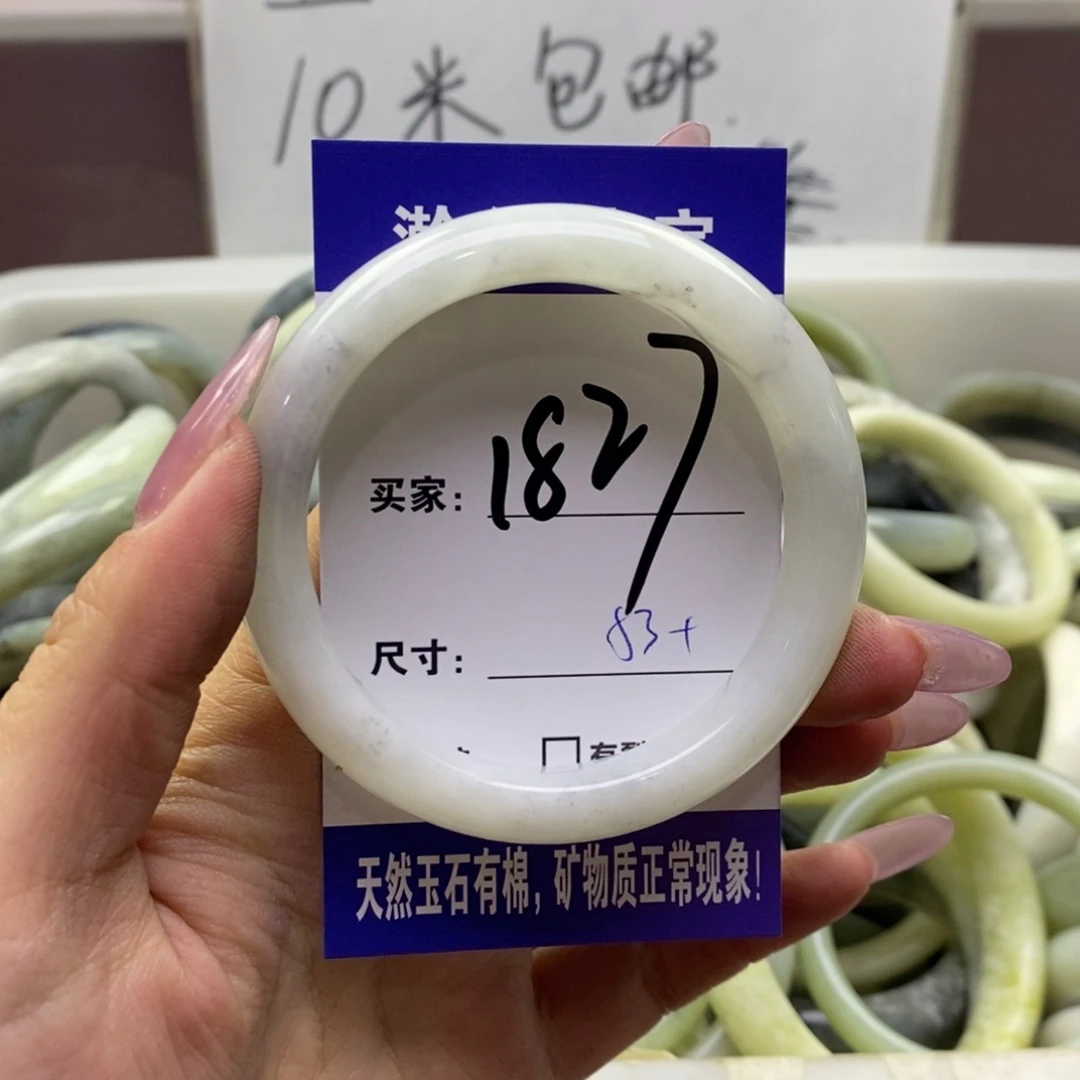 10米包邮.
买家: 1827
尺寸: 83+
天然玉石有棉,矿物质正常现象!